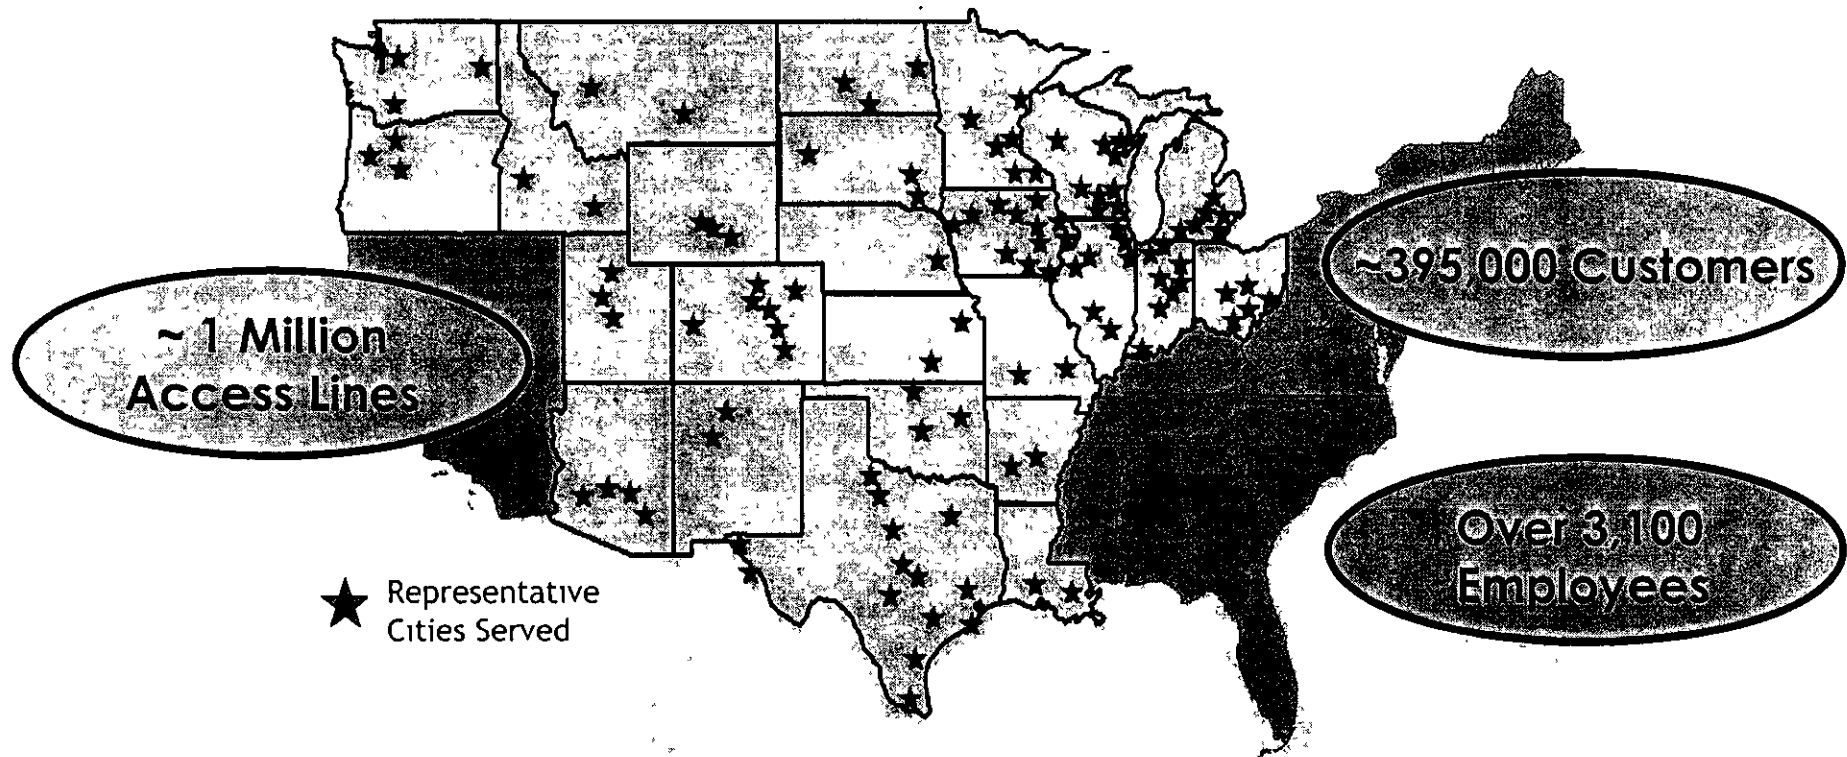 ~ 1 Million
Access Lines
~395,000 Customers
Over 3,100
Employees
Representative
Cities Served